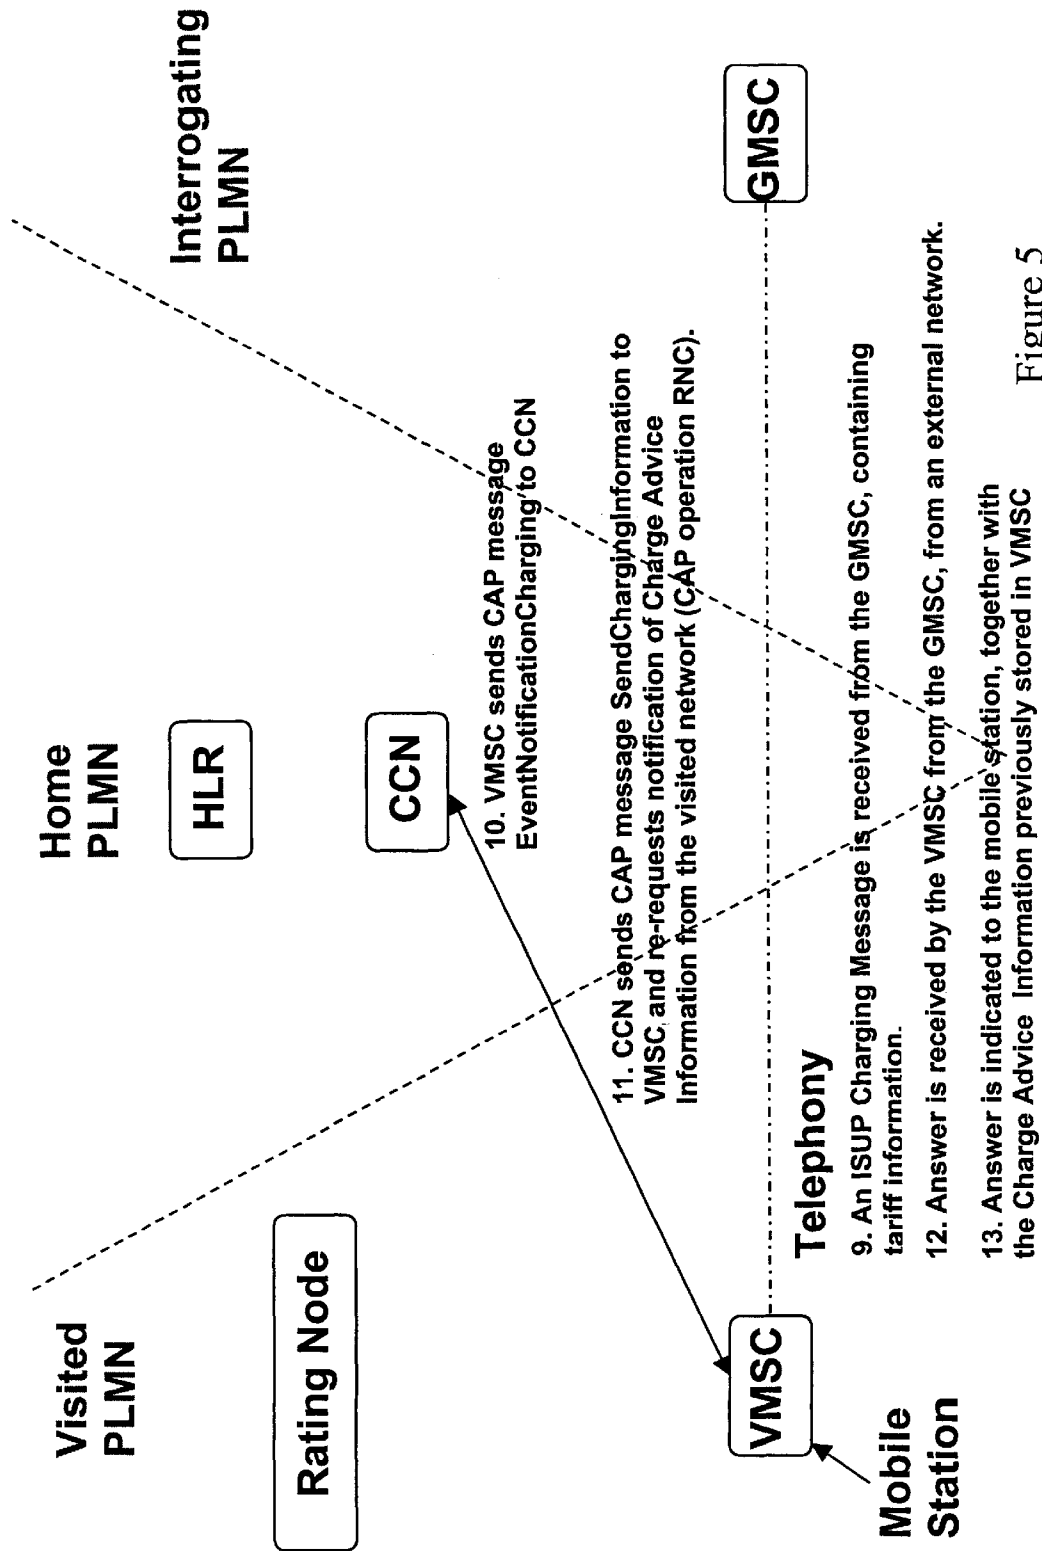 Visited
PLMN
Home
PLMN
Interrogating
PLMN
Rating Node
HLR
CCN
10. VMSC sends CAP message
EventNotificationCharging to CCN
11. CCN sends CAP message SendChargingInformation to
VMSC and re-requests notification of Charge Advice
Information from the visited network (CAP operation RNC).
VMSC
GMSC
Mobile
Station
Telephony
9. An ISUP Charging Message is received from the GMSC, containing
tariff information.
12. Answer is received by the VMSC from the GMSC, from an external network.
13. Answer is indicated to the mobile station, together with
the Charge Advice Information previously stored in VMSC
Figure 5